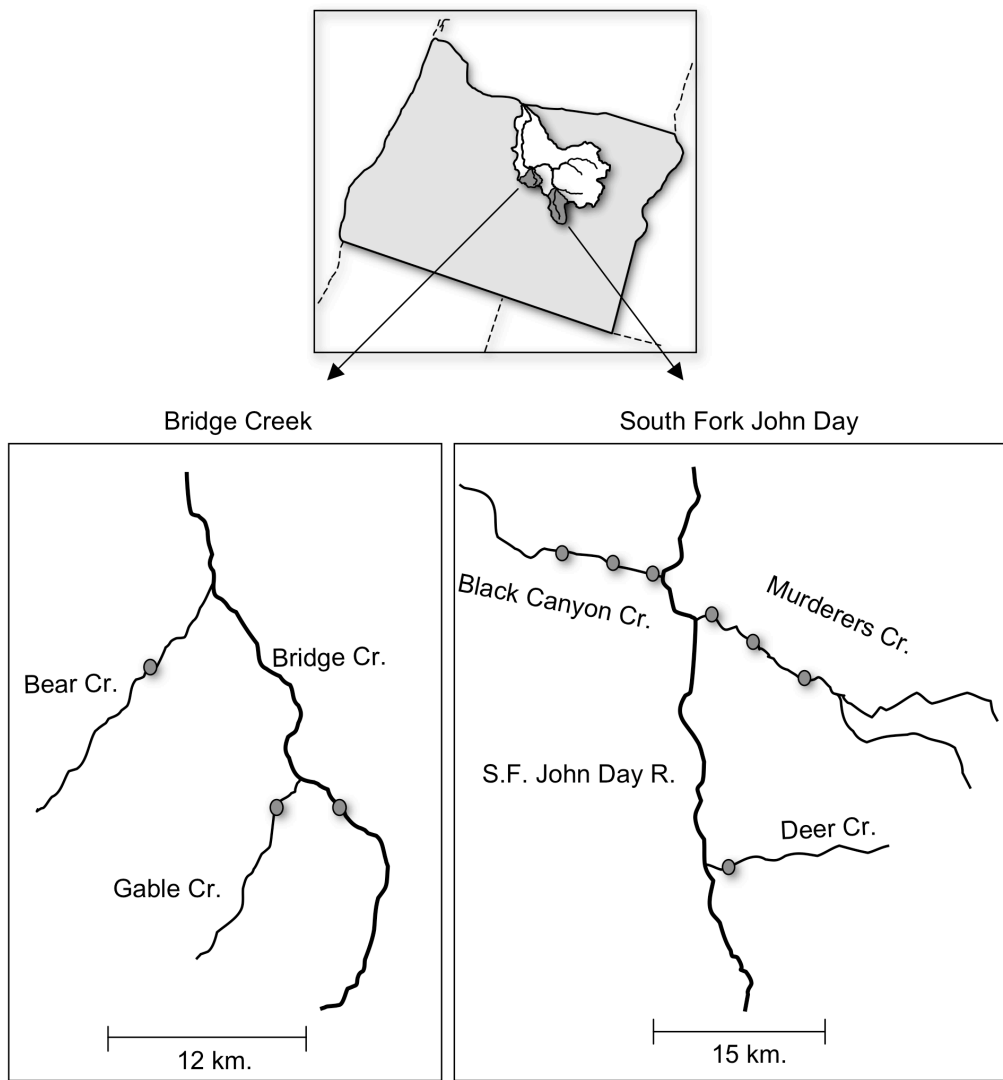 Bridge Creek
South Fork John Day
Bear Cr.
Bridge Cr.
Gable Cr.
12 km.
Black Canyon Cr.
Murderers Cr.
S.F. John Day R.
Deer Cr.
15 km.